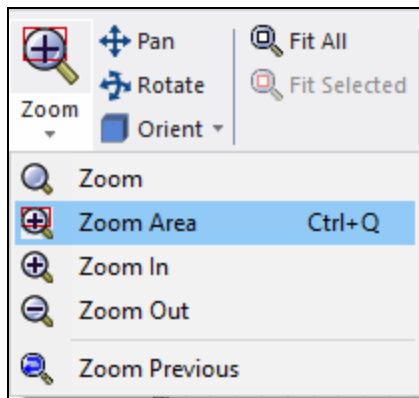 Pan
Fit All
Rotate
Fit Selected
Zoom
Orient
Zoom
Zoom Area Ctrl+Q
Zoom In
Zoom Out
Zoom Previous